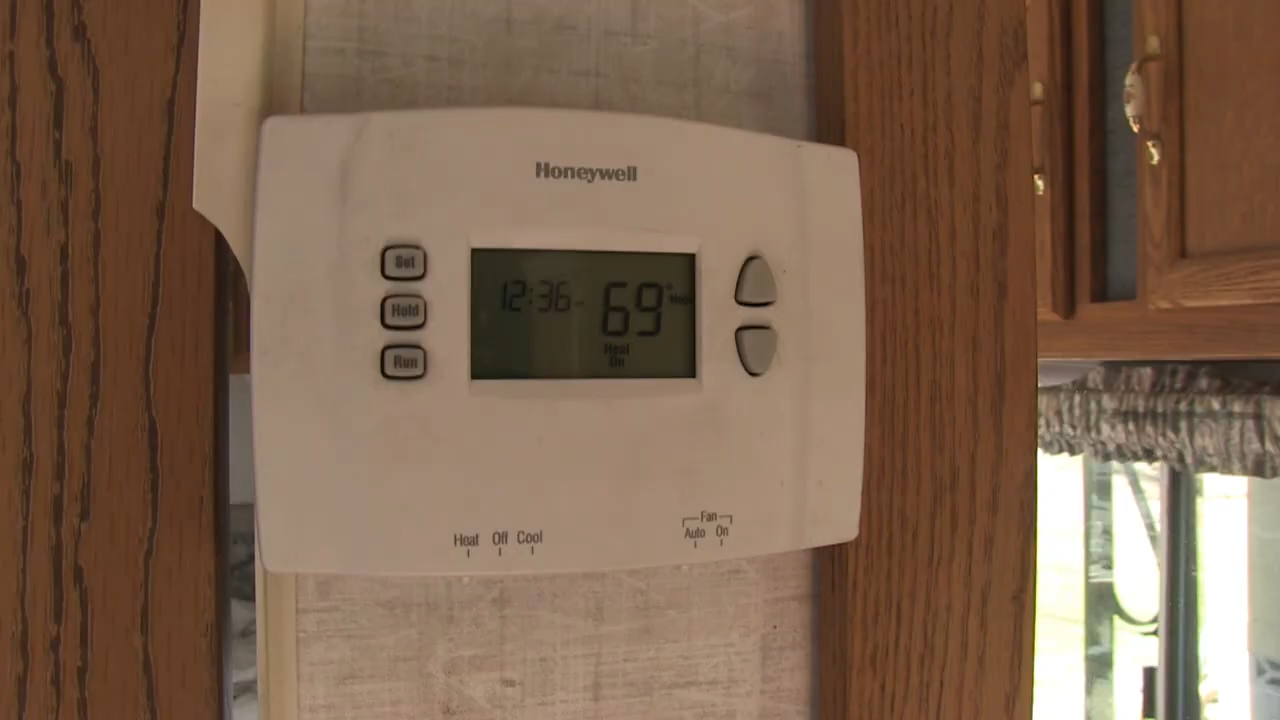 Honeywell
Set
Hold
Run
12:36
69°
Heat
On
Heat Off Cool
Fan
Auto On